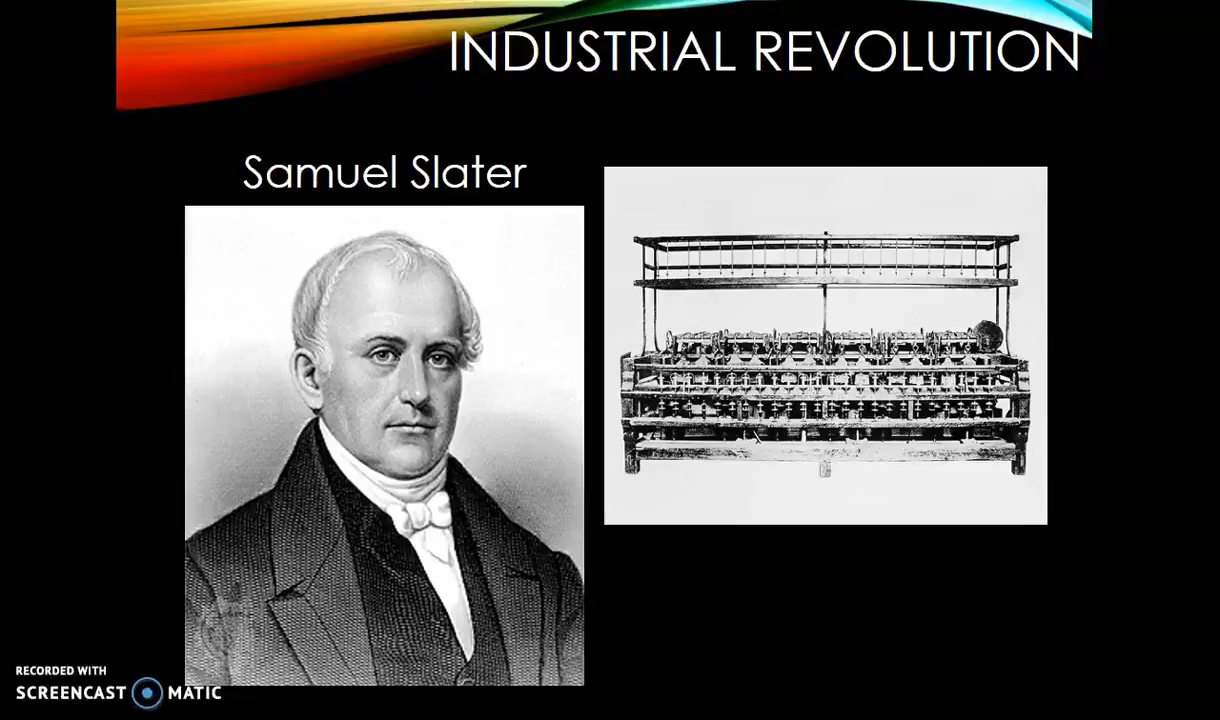 INDUSTRIAL REVOLUTION
Samuel Slater
RECORDED WITH
SCREENCAST MATIC